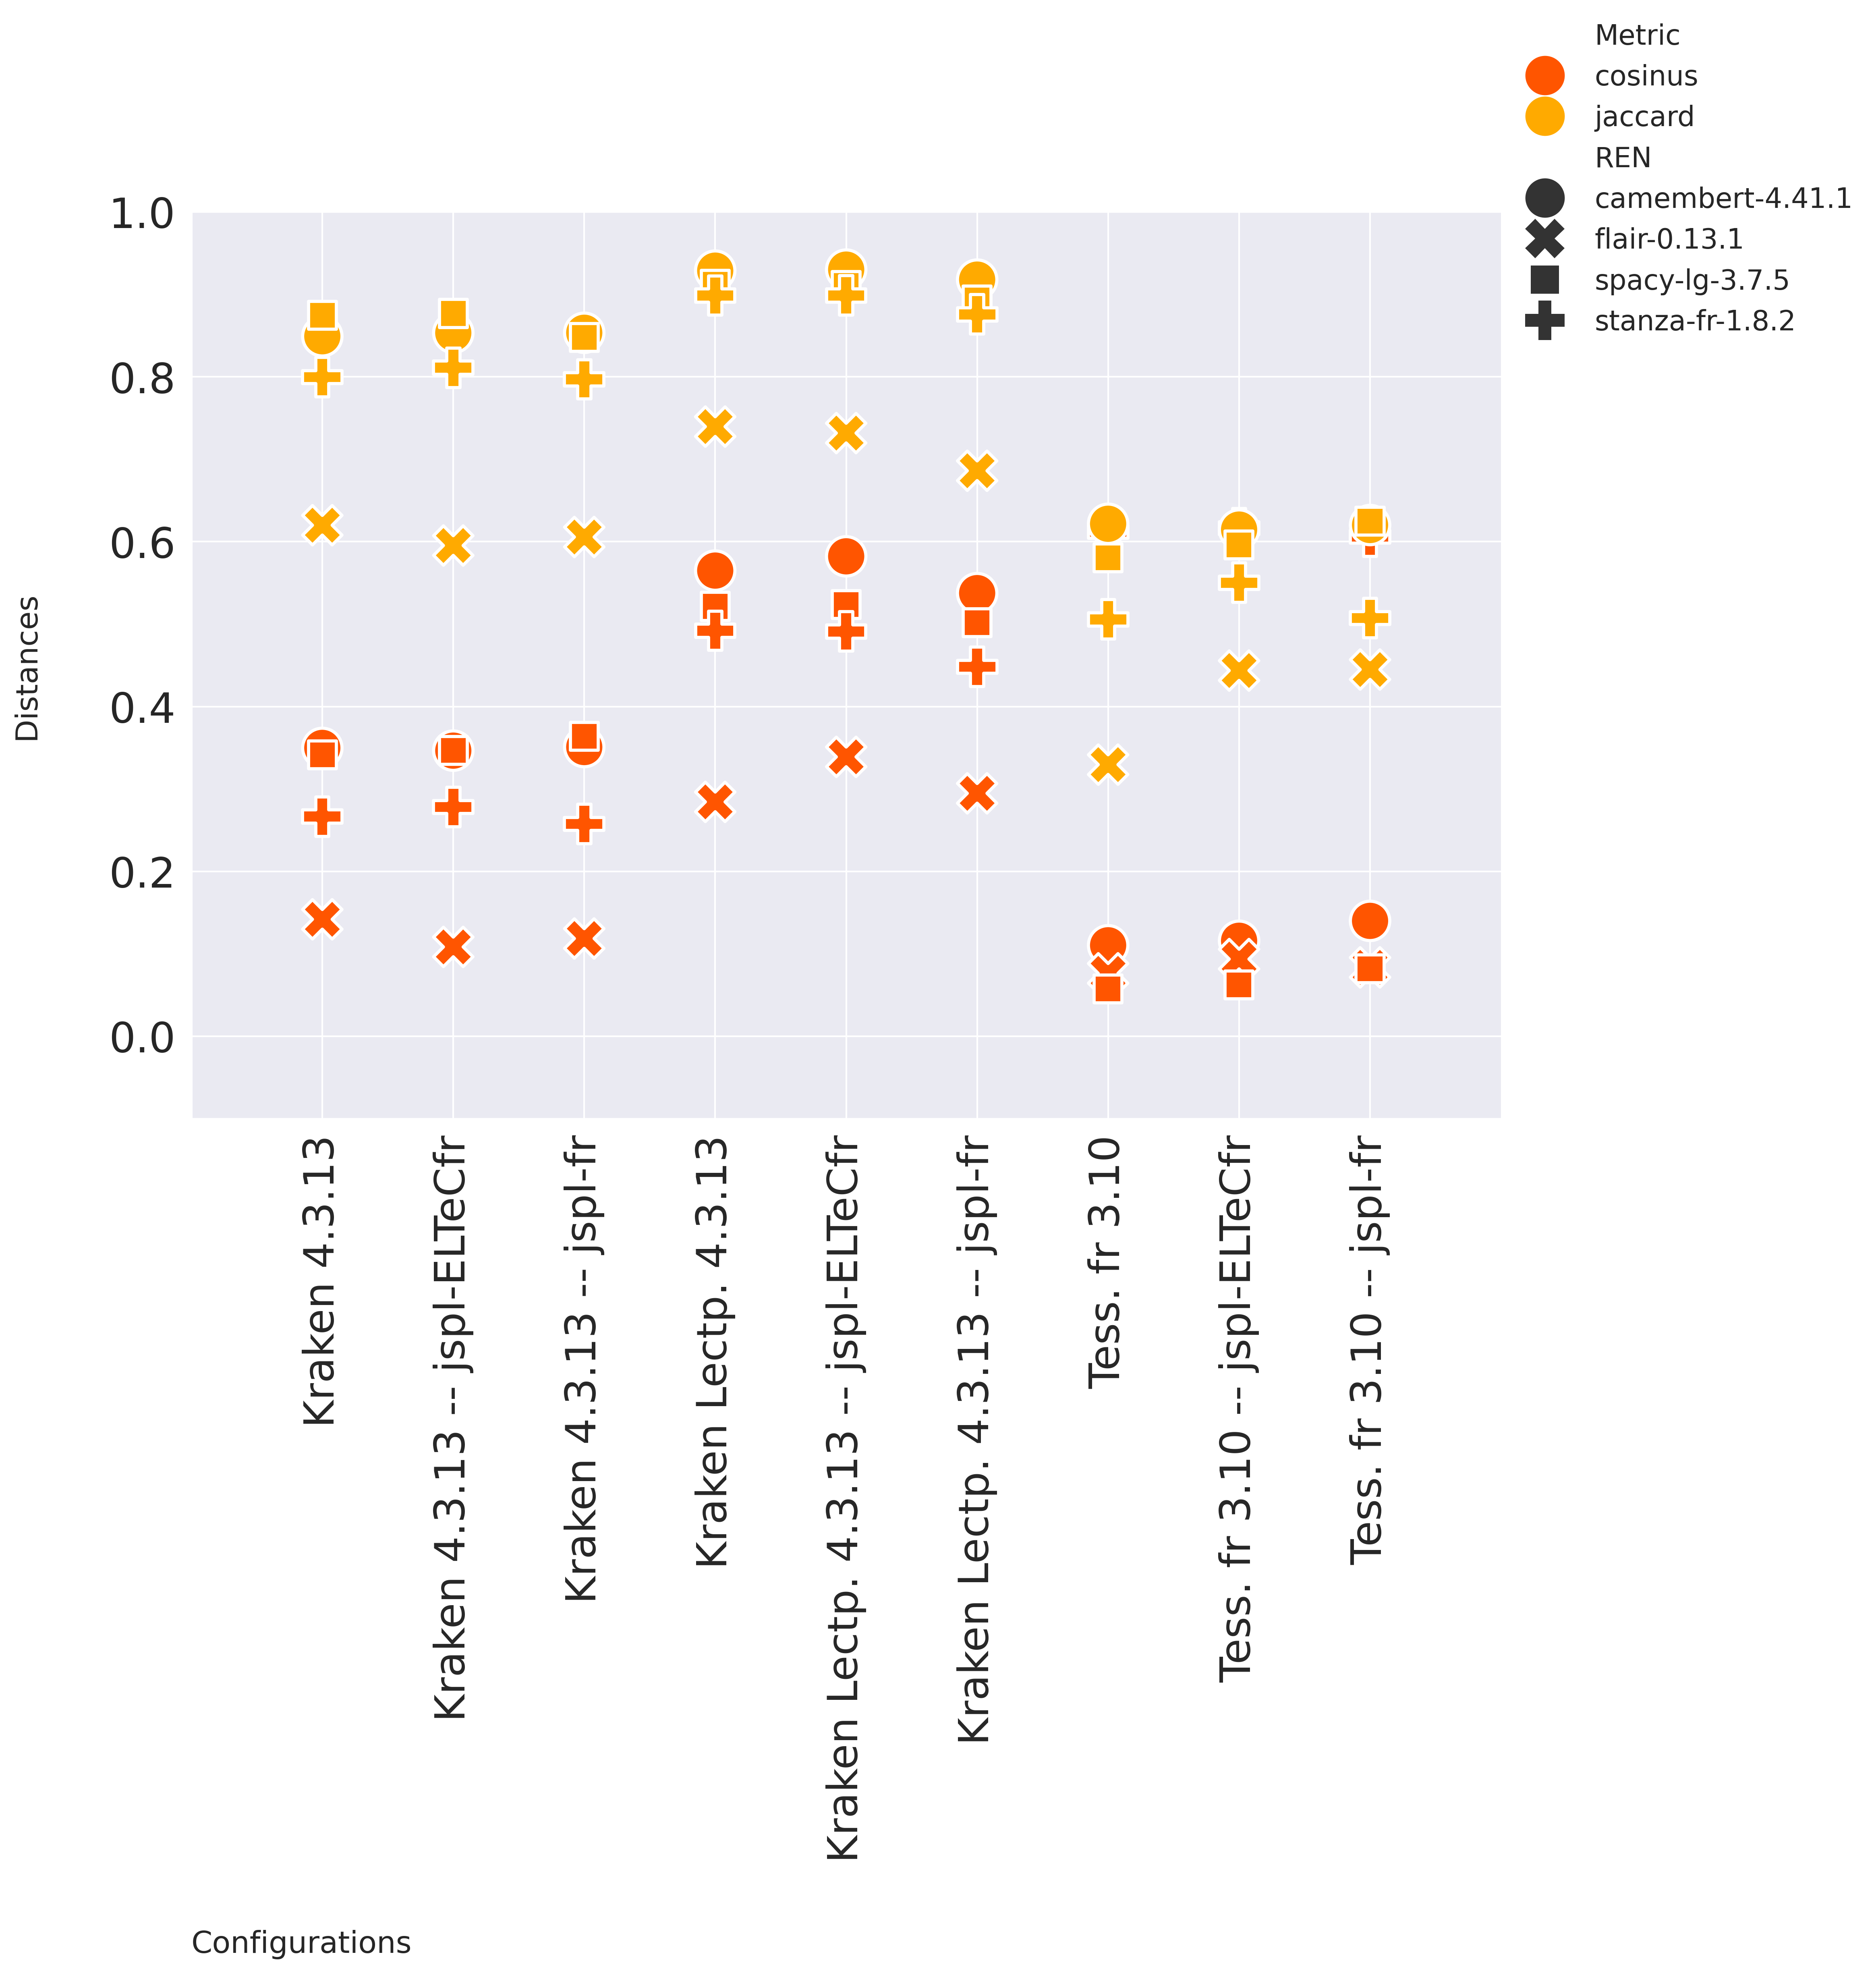 Metric
cosinus
jaccard
REN
camembert-4.41.1
flair-0.13.1
spacy-lg-3.7.5
stanza-fr-1.8.2
1.0
0.8
0.6
0.4
0.2
0.0
Distances
Kraken 4.3.13
Kraken 4.3.13 -- jspl-ELTeCfr
Kraken 4.3.13 -- jspl-fr
Kraken Lectp. 4.3.13
Kraken Lectp. 4.3.13 -- jspl-ELTeCfr
Kraken Lectp. 4.3.13 -- jspl-fr
Tess. fr 3.10
Tess. fr 3.10 -- jspl-ELTeCfr
Tess. fr 3.10 -- jspl-fr
Configurations